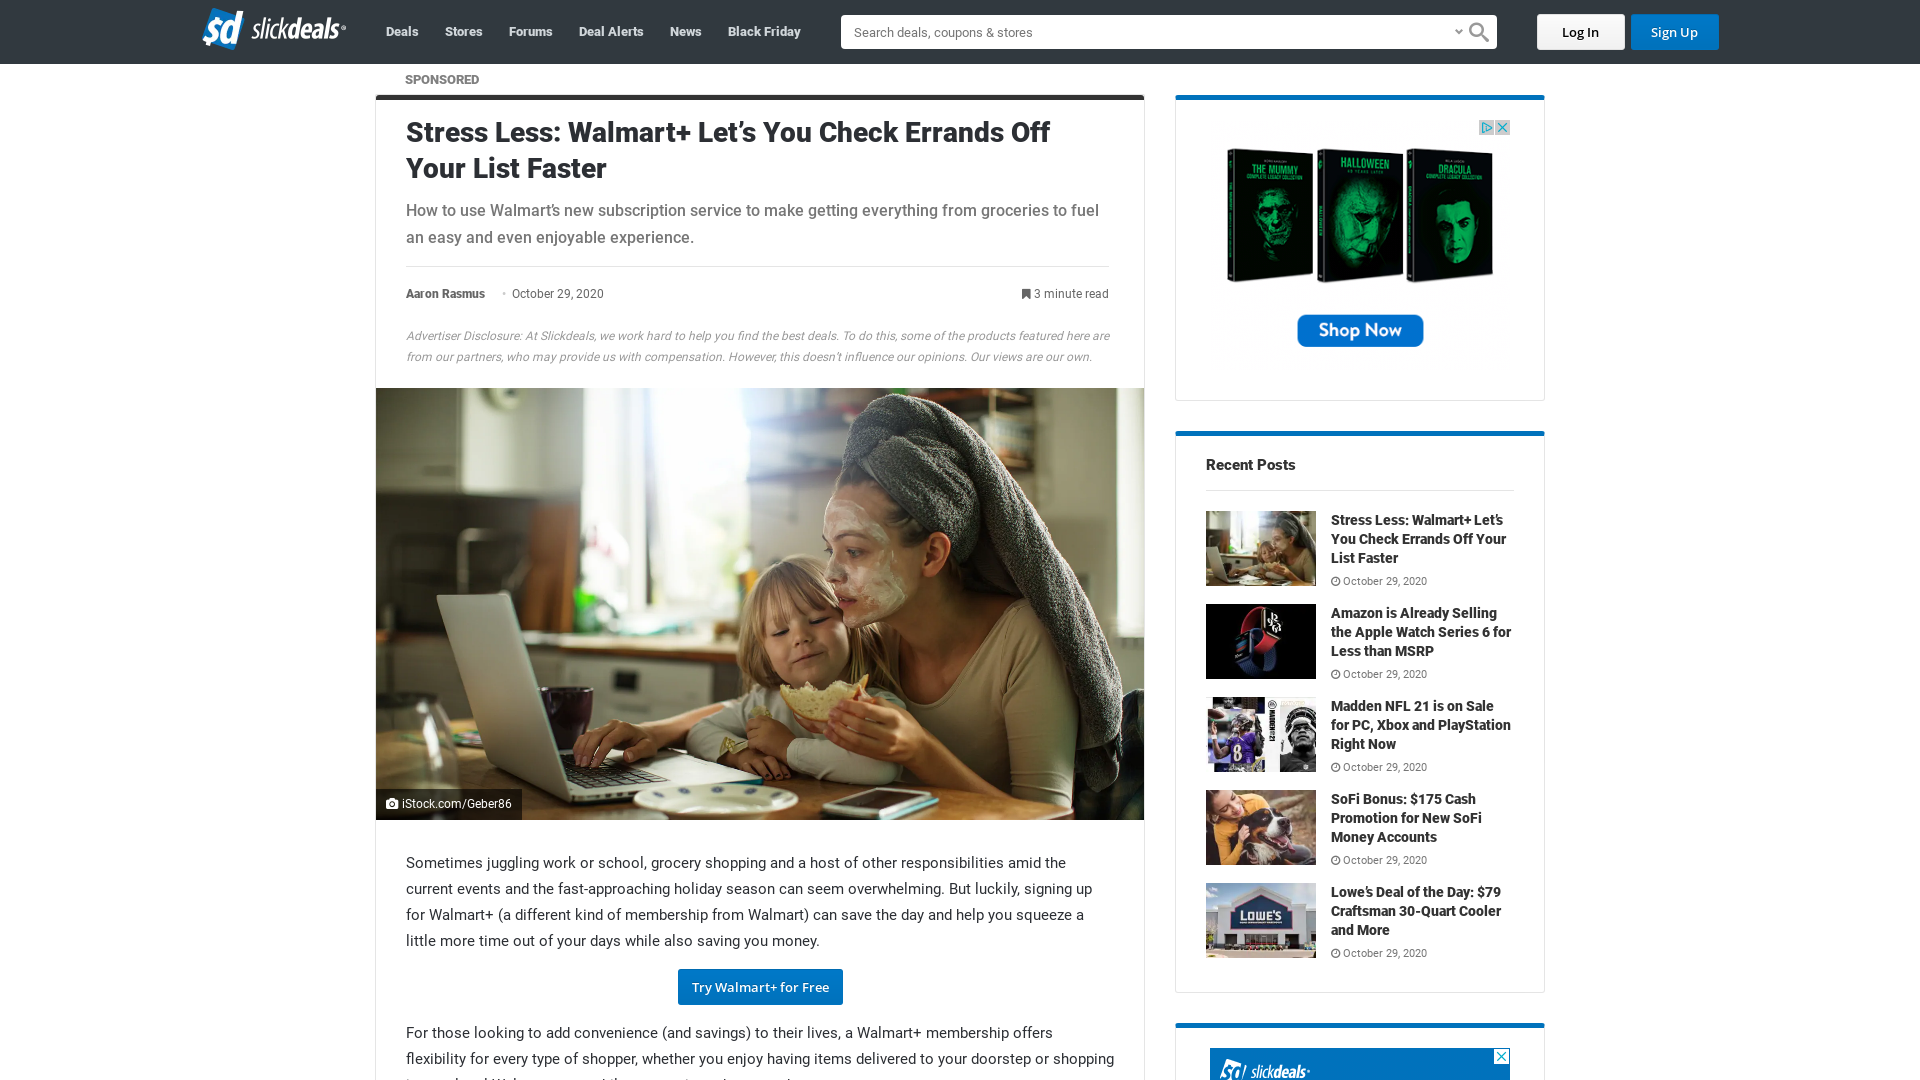 slickdeals
Deals
Stores
Forums
Deal Alerts
News
Black Friday
Search deals, coupons & stores
Log In
Sign Up
SPONSORED
Stress Less: Walmart+ Let’s You Check Errands Off
Your List Faster
How to use Walmart’s new subscription service to make getting everything from groceries to fuel
an easy and even enjoyable experience.
Aaron Rasmus
October 29, 2020
3 minute read
Advertiser Disclosure: At Slickdeals, we work hard to help you find the best deals. To do this, some of the products featured here are
from our partners, who may provide us with compensation. However, this doesn’t influence our opinions. Our views are our own.
iStock.com/Geber86
Sometimes juggling work or school, grocery shopping and a host of other responsibilities amid the
current events and the fast-approaching holiday season can seem overwhelming. But luckily, signing up
for Walmart+ (a different kind of membership from Walmart) can save the day and help you squeeze a
little more time out of your days while also saving you money.
Try Walmart+ for Free
For those looking to add convenience (and savings) to their lives, a Walmart+ membership offers
flexibility for every type of shopper, whether you enjoy having items delivered to your doorstep or shopping
THE MUMMY
COMPLETE LEGACY COLLECTION
HALLOWEEN
DRACULA
COMPLETE LEGACY COLLECTION
Shop Now
Recent Posts
Stress Less: Walmart+ Let’s
You Check Errands Off Your
List Faster
October 29, 2020
Amazon is Already Selling
the Apple Watch Series 6 for
Less than MSRP
October 29, 2020
Madden NFL 21 is on Sale
for PC, Xbox and PlayStation
Right Now
October 29, 2020
SoFi Bonus: $175 Cash
Promotion for New SoFi
Money Accounts
October 29, 2020
LOWE'S
Lowe’s Deal of the Day: $79
Craftsman 30-Quart Cooler
and More
October 29, 2020
slickdeals